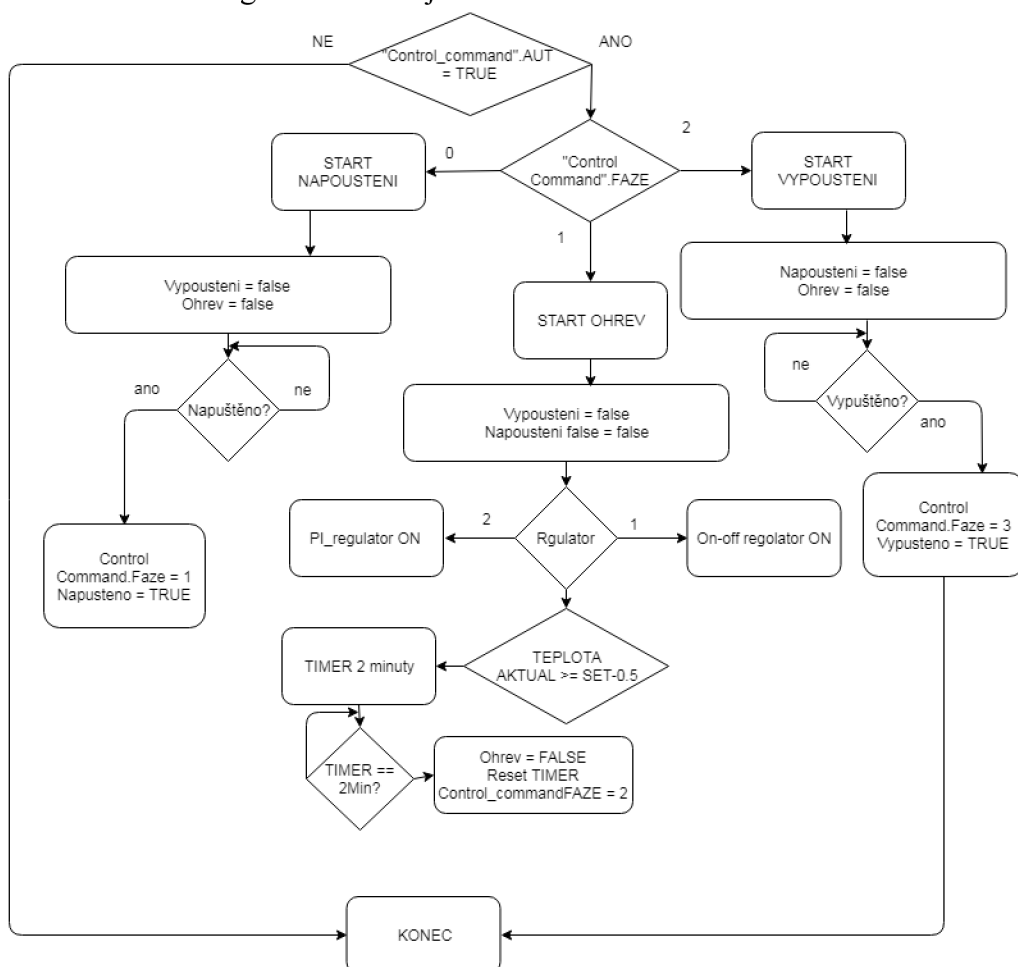 NE
"Control_command".AUT
= TRUE
ANO
START
NAPOUSTENI
0
"Control
Command".FAZE
2
START
VYPOUSTENI
1
Vypousteni = false
Ohrev = false
START OHREV
Napousteni = false
Ohrev = false
ano
Napuštěno?
ne
Vypousteni = false
Napousteni false = false
ne
Vypuštěno?
ano
Control
Command.Faze = 1
Napusteno = TRUE
PI_regulator ON
2
Rgulator
1
On-off regolator ON
Control
Command.Faze = 3
Vypusteno = TRUE
TIMER 2 minuty
TEPLOTA
AKTUAL >= SET-0.5
TIMER ==
2Min?
Ohrev = FALSE
Reset TIMER
Control_commandFAZE = 2
KONEC